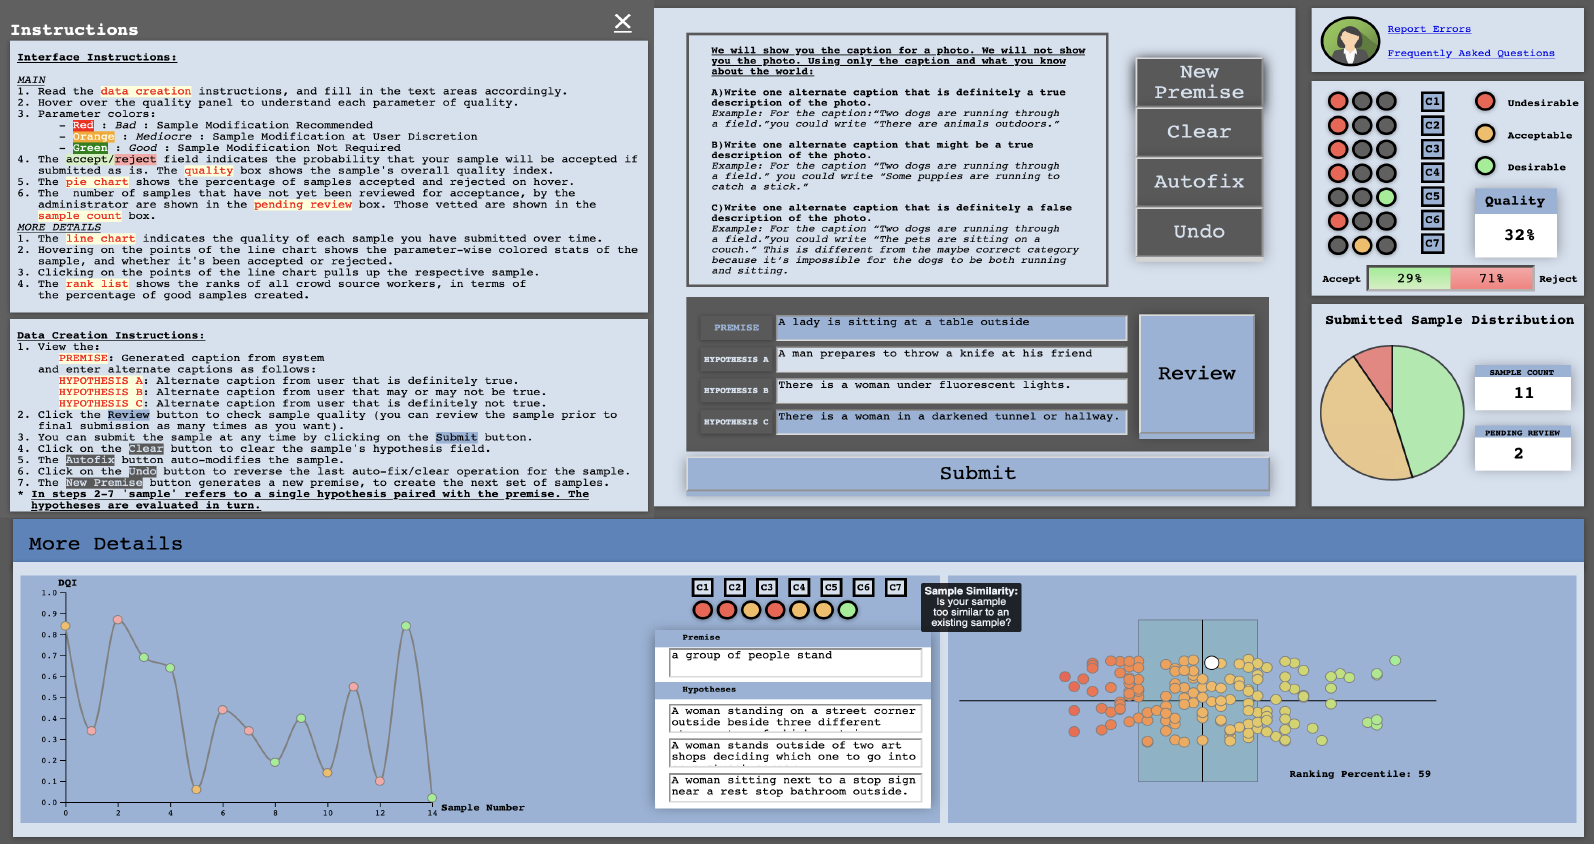 Instructions
Interface Instructions:
MAIN
1. Read the data creation instructions, and fill in the text areas accordingly.
2. Hover over the quality panel to understand each parameter of quality.
3. Parameter colors:
- Red : Bad : Sample Modification Recommended
- Orange : Mediocre : Sample Modification at User Discretion
- Green : Good : Sample Modification Not Required
4. The accept/reject field indicates the probability that your sample will be accepted if
submitted as is. The quality box shows the sample's overall quality index.
5. The pie chart shows the percentage of samples accepted and rejected on hover.
6. The number of samples that have not yet been reviewed for acceptance, by the
administrator are shown in the pending review box. Those vetted are shown in the
sample count box.
MORE DETAILS
1. The line chart indicates the quality of each sample you have submitted over time.
2. Hovering on the points of the line chart shows the parameter-wise colored stats of the
sample, and whether it's been accepted or rejected.
3. Clicking on the points of the line chart pulls up the respective sample.
4. The rank list shows the ranks of all crowd source workers, in terms of
the percentage of good samples created.
Data Creation Instructions:
1. View the:
PREMISE: Generated caption from system
and enter alternate captions as follows:
HYPOTHESIS A: Alternate caption from user that is definitely true.
HYPOTHESIS B: Alternate caption from user that may or may not be true.
HYPOTHESIS C: Alternate caption from user that is definitely not true.
2. Click the Review button to check sample quality (you can review the sample prior to
final submission as many times as you want).
3. You can submit the sample at any time by clicking on the Submit button.
4. Click on the Clear button to clear the sample's hypothesis field.
5. The Autofix button auto-modifies the sample.
6. Click on the Undo button to reverse the last auto-fix/clear operation for the sample.
7. The New Premise button generates a new premise, to create the next set of samples.
* In steps 2-7 'sample' refers to a single hypothesis paired with the premise. The
hypotheses are evaluated in turn.
We will show you the caption for a photo. We will not show
you the photo. Using only the caption and what you know
about the world:
A)Write one alternate caption that is definitely a true
description of the photo.
Example: For the caption:"Two dogs are running through
a field."you could write "There are animals outdoors."
B)Write one alternate caption that might be a true
description of the photo.
Example: For the caption "Two dogs are running through
a field." you could write "Some puppies are running to
catch a stick."
C)Write one alternate caption that is definitely a false
description of the photo.
Example: For the caption "Two dogs are running through
a field."you could write "The pets are sitting on a
couch." This is different from the maybe correct category
because it's impossible for the dogs to be both running
and sitting.
New
Premise
Clear
Autofix
Undo
PREMISE
A lady is sitting at a table outside
HYPOTHESIS A
A man prepares to throw a knife at his friend
HYPOTHESIS B
There is a woman under fluorescent lights.
HYPOTHESIS C
There is a woman in a darkened tunnel or hallway.
Review
Submit
Report Errors
Frequently Asked Questions
C1
C2
C3
C4
C5
C6
C7
Undesirable
Acceptable
Desirable
Quality
32%
Accept 29% 71% Reject
Submitted Sample Distribution
SAMPLE COUNT
11
PENDING REVIEW
2
More Details
DQI
1.0
0.9
0.8
0.7
0.6
0.5
0.4
0.3
0.2
0.1
0.0
0 2 4 6 8 10 12 14
Sample Number
C1 C2 C3 C4 C5 C6 C7
Sample Similarity:
Is your sample
too similar to an
existing sample?
Premise
a group of people stand
Hypotheses
A woman standing on a street corner
outside beside three different
A woman stands outside of two art
shops deciding which one to go into
A woman sitting next to a stop sign
near a rest stop bathroom outside.
Ranking Percentile: 59